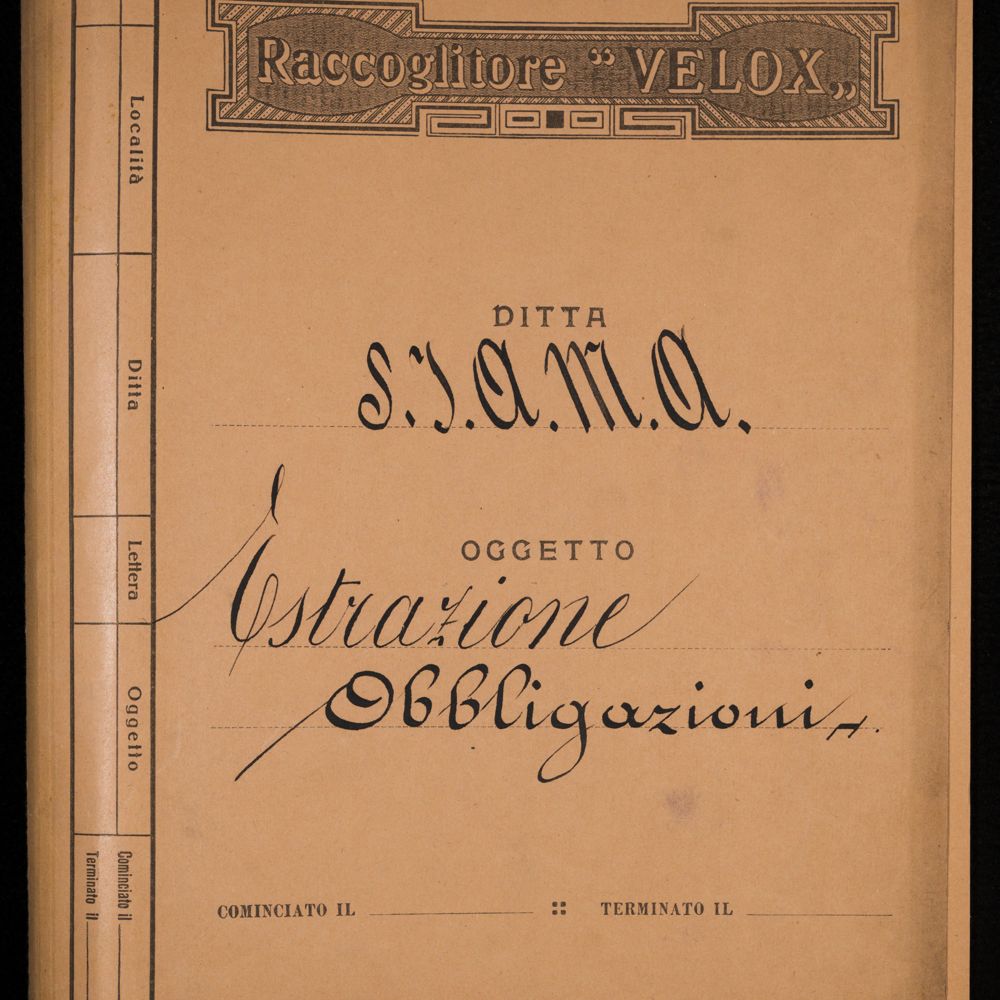 Raccoglitore “VELOX„
Località
Ditta
Lettera
Oggetto
Cominciato il
Terminato il
DITTA
S.I.A.M.A.
OGGETTO
Estrazione
Obbligazioni
COMINCIATO IL
TERMINATO IL